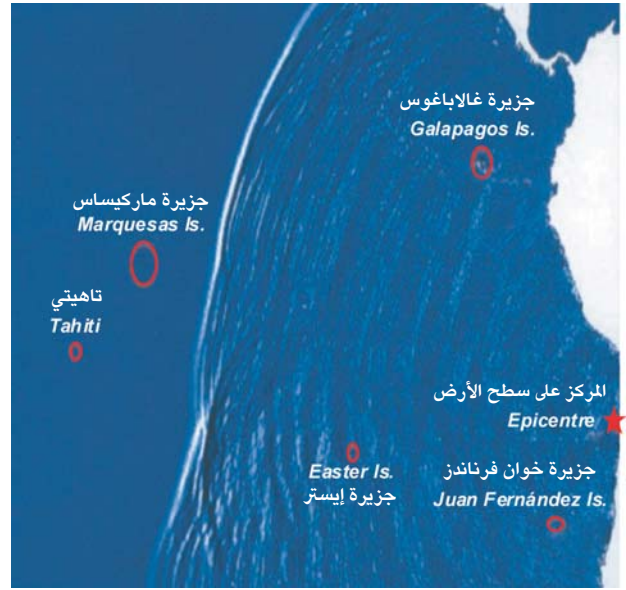 جزيرة غالاباغوس
Galapagos Is.
جزيرة ماركيساس
Marquesas Is.
تاهيتي
Tahiti
المركز على سطح الأرض
Epicentre
Easter Is.
جزيرة إيستر
جزيرة خوان فرناندز
Juan Fernández Is.